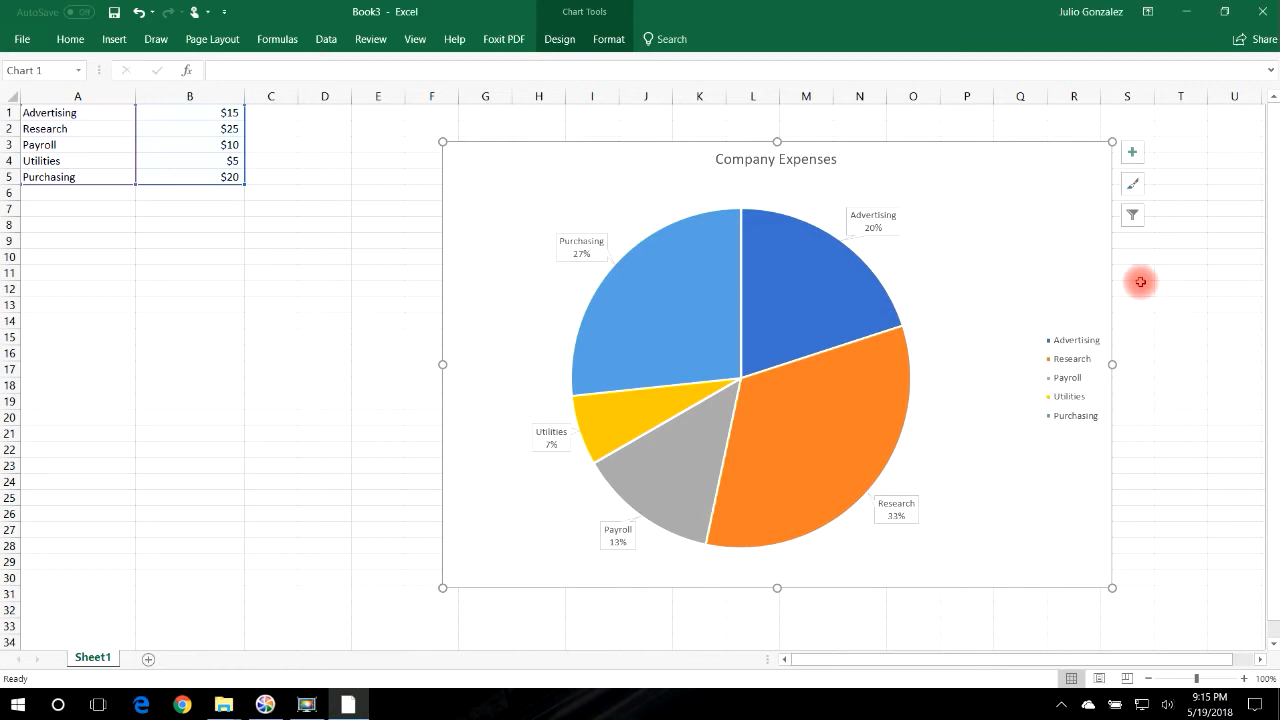 AutoSave Off
Book3 - Excel
Chart Tools
Julio Gonzalez
File Home Insert Draw Page Layout Formulas Data Review View Help Foxit PDF Design Format Search Share
Chart 1 fx
A B C D E F G H I J K L M N O P Q R S T U
1 Advertising $15
2 Research $25
3 Payroll $10
4 Utilities $5
5 Purchasing $20
6
7
8
9
10
11
12
13
14
15
16
17
18
19
20
21
22
23
24
25
26
27
28
29
30
31
32
33
34
Company Expenses
Advertising
20%
Purchasing
27%
Utilities
7%
Payroll
13%
Research
33%
Advertising
Research
Payroll
Utilities
Purchasing
Sheet1
Ready
100%
9:15 PM
5/19/2018